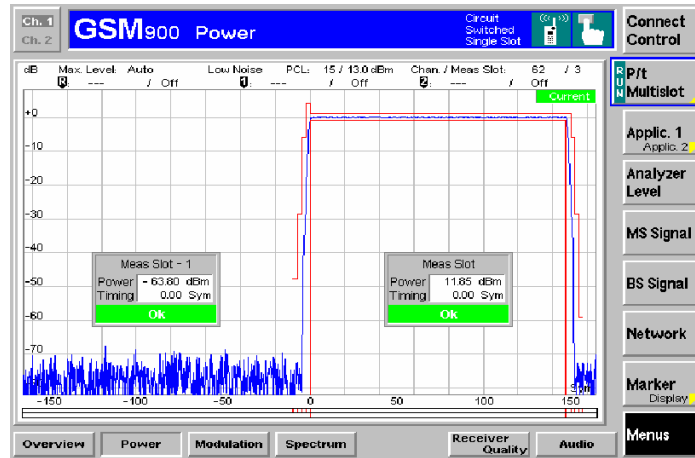 Ch. 1
Ch. 2
GSM900 Power
Circuit
Switched
Single Slot
Connect
Control
dB Max. Level: Auto Low Noise PCL: 15 / 13.0 dBm Chan. / Meas Slot: 62 / 3
R: --- / Off 1: --- / Off 2: --- / Off
Current
RUN
P/t
Multislot
Applic. 1
Applic. 2
Analyzer
Level
MS Signal
BS Signal
Network
Marker
Display
Menus
+0
-10
-20
-30
-40
-50
-60
-70
Meas Slot - 1
Power - 63.80 dBm
Timing 0.00 Sym
Ok
Meas Slot
Power 11.85 dBm
Timing 0.00 Sym
Ok
-150 -100 -50 0 50 100 150
Overview Power Modulation Spectrum Receiver Quality Audio